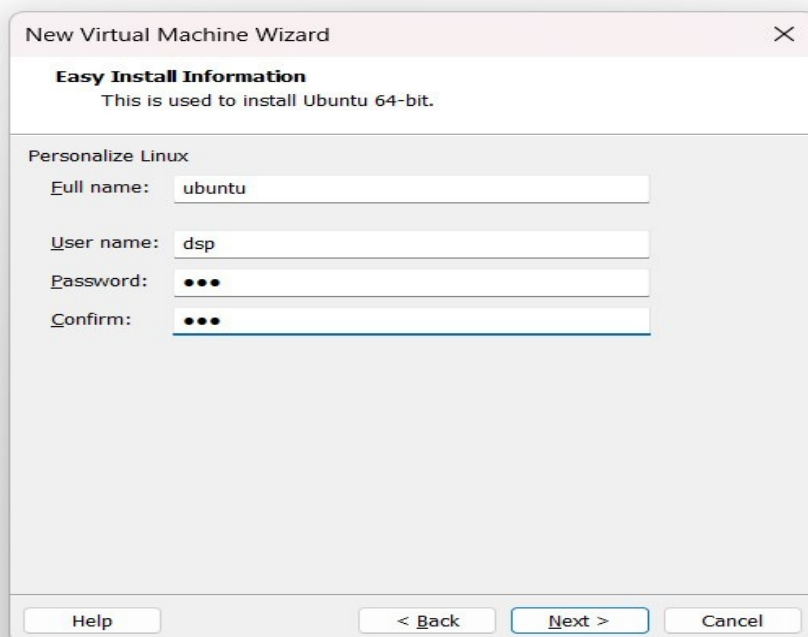 New Virtual Machine Wizard
Easy Install Information
This is used to install Ubuntu 64-bit.
Personalize Linux
Full name: ubuntu
User name: dsp
Password: •••
Confirm: •••
Help < Back Next > Cancel